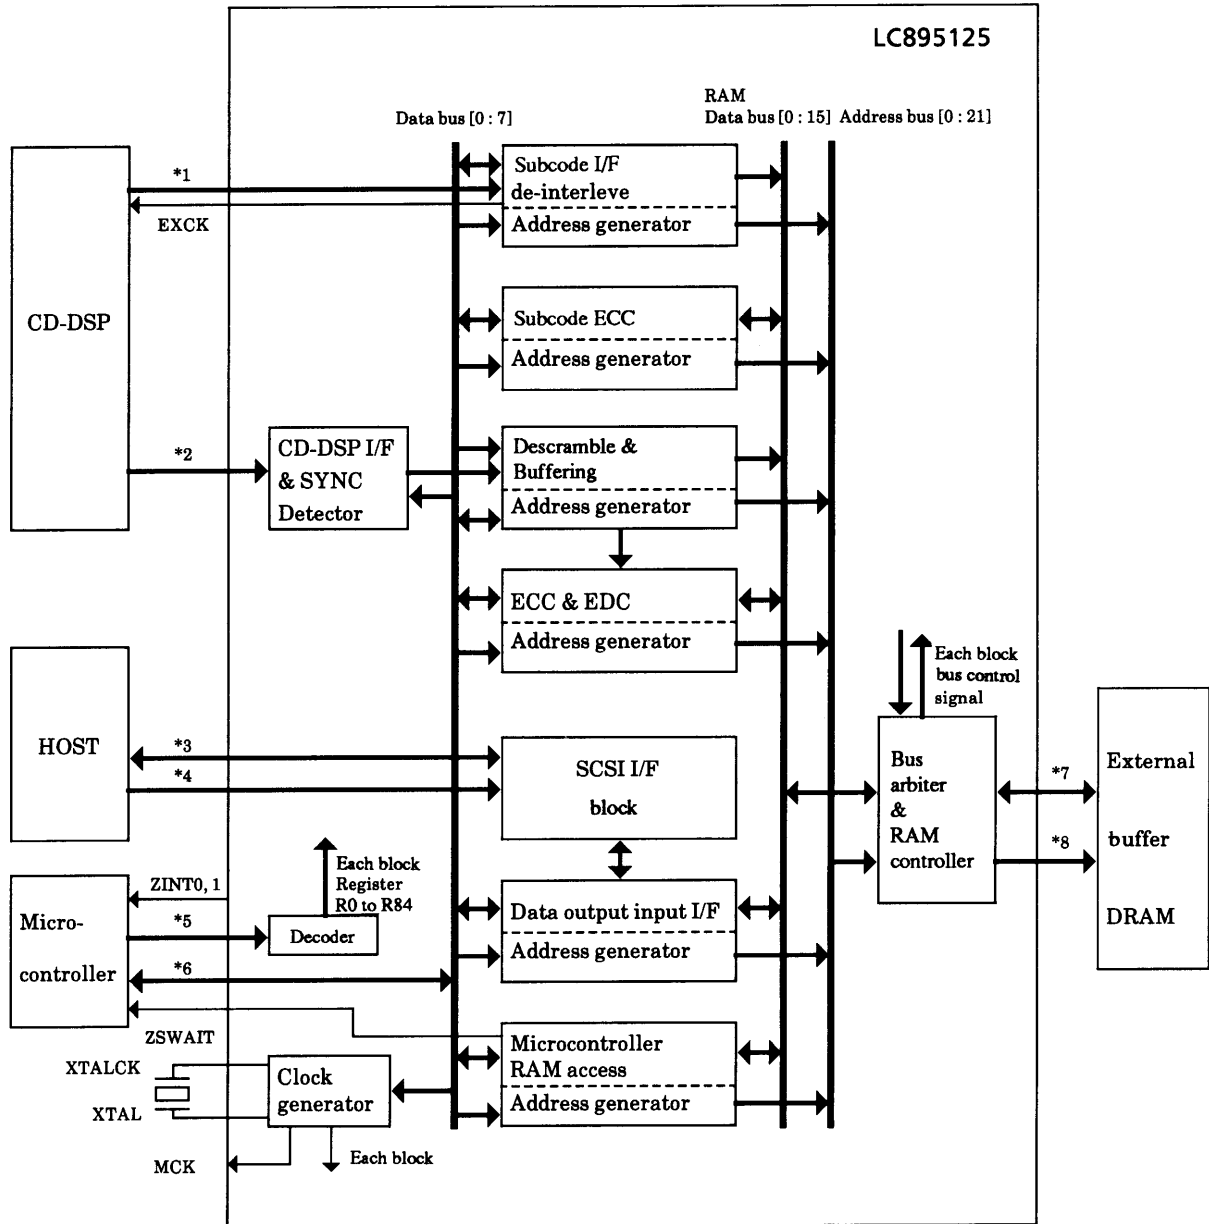 LC895125
RAM
Data bus [0 : 7]
Data bus [0 : 15]
Address bus [0 : 21]
Subcode I/F
de-interleve
Address generator
*1
EXCK
CD-DSP
Subcode ECC
Address generator
*2
CD-DSP I/F
& SYNC
Detector
Descramble &
Buffering
Address generator
ECC & EDC
Address generator
Each block
bus control
signal
HOST
*3
*4
SCSI I/F
block
Bus
arbiter
&
RAM
controller
*7
*8
External
buffer
DRAM
Each block
Register
R0 to R84
ZINT0, 1
*5
Decoder
Micro-
controller
*6
Data output input I/F
Address generator
ZSWAIT
Microcontroller
RAM access
Address generator
XTALCK
XTAL
Clock
generator
MCK
Each block